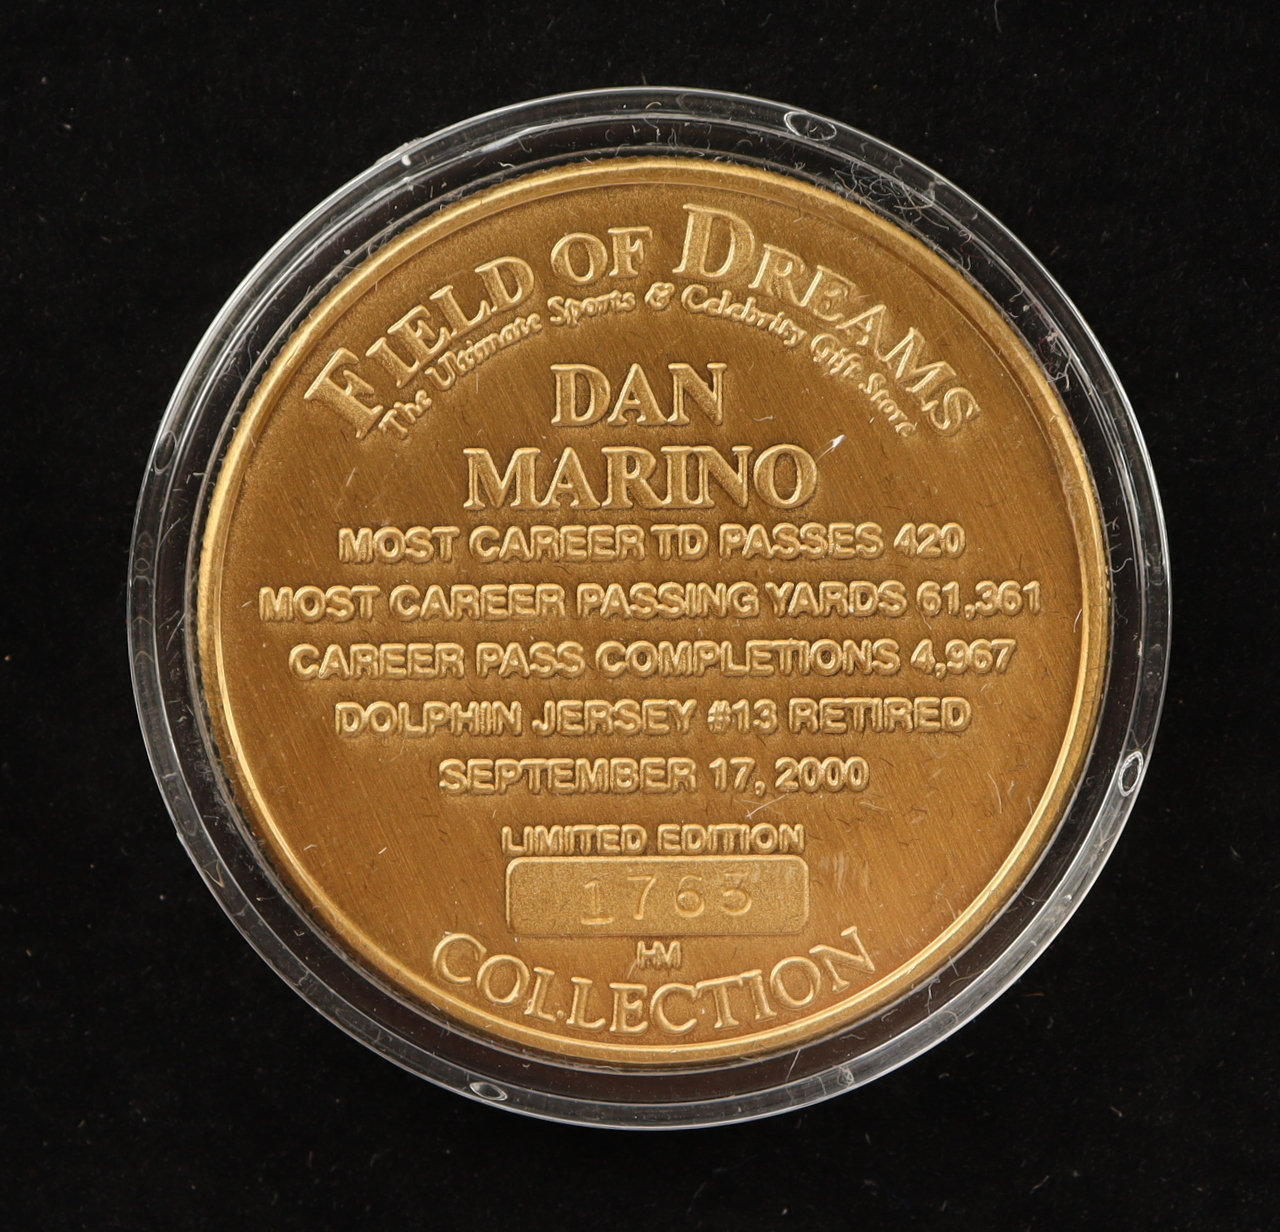 FIELD OF DREAMS
The Ultimate Sports & Celebrity Gift Store
DAN
MARINO
MOST CAREER TD PASSES 420
MOST CAREER PASSING YARDS 61,361
CAREER PASS COMPLETIONS 4,967
DOLPHIN JERSEY #13 RETIRED
SEPTEMBER 17, 2000
LIMITED EDITION
1763
HM
COLLECTION